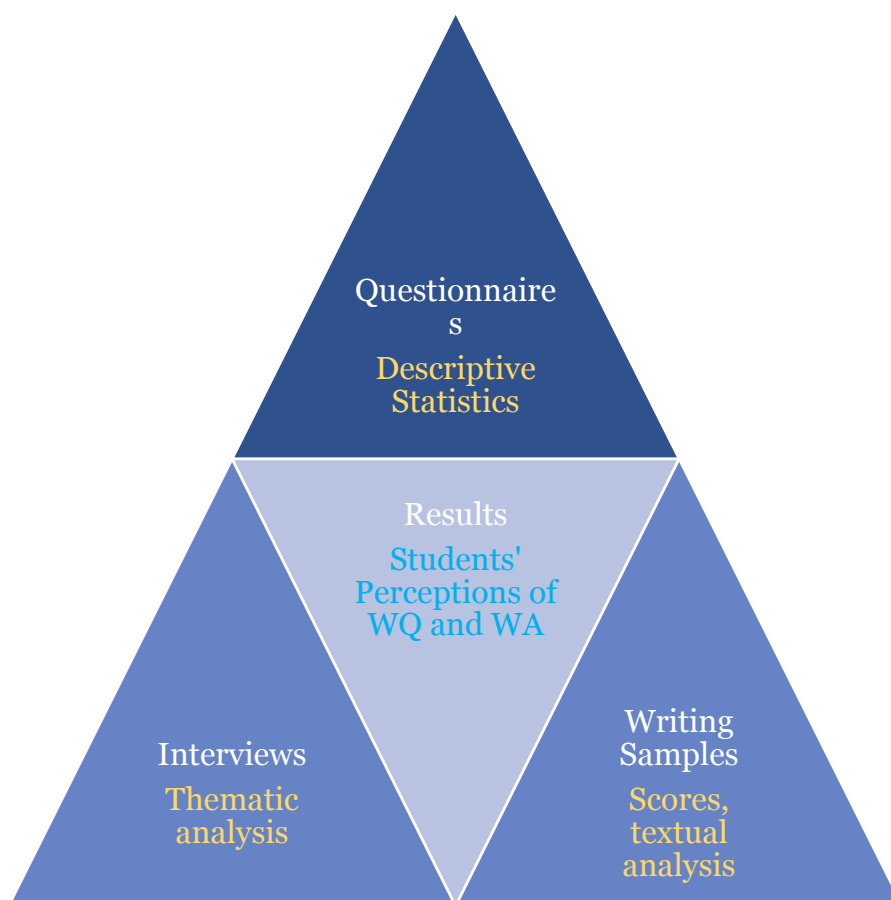 Questionnaire
s
Descriptive
Statistics
Results
Students'
Perceptions of
WQ and WA
Interviews
Thematic
analysis
Writing
Samples
Scores,
textual
analysis